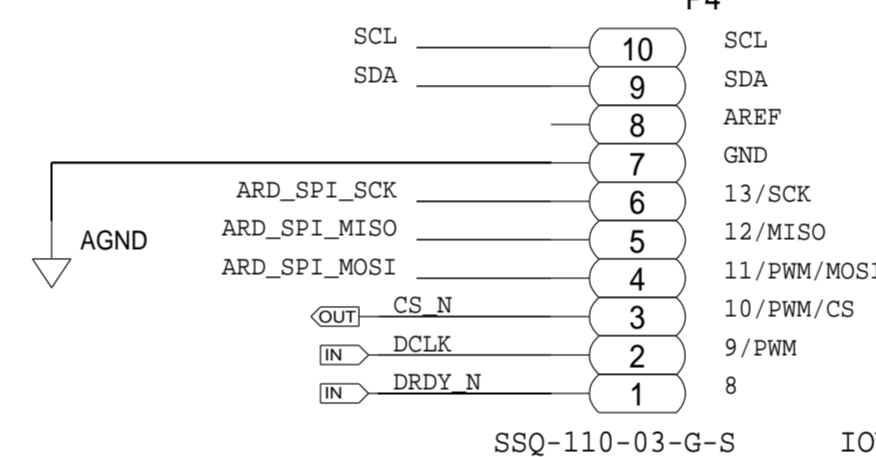 P4
SCL 10 SCL
SDA 9 SDA
8 AREF
7 GND
ARD_SPI_SCK 6 13/SCK
AGND
ARD_SPI_MISO 5 12/MISO
ARD_SPI_MOSI 4 11/PWM/MOSI
OUT CS_N 3 10/PWM/CS
IN DCLK 2 9/PWM
IN DRDY_N 1 8
SSQ-110-03-G-S